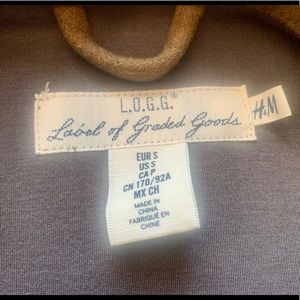 L.O.G.G.®
Label of Graded Goods
H&M
EUR S
US S
CA P
CN 170/92A
MX CH
MADE IN
CHINA
FABRIQUÉ EN
CHINE